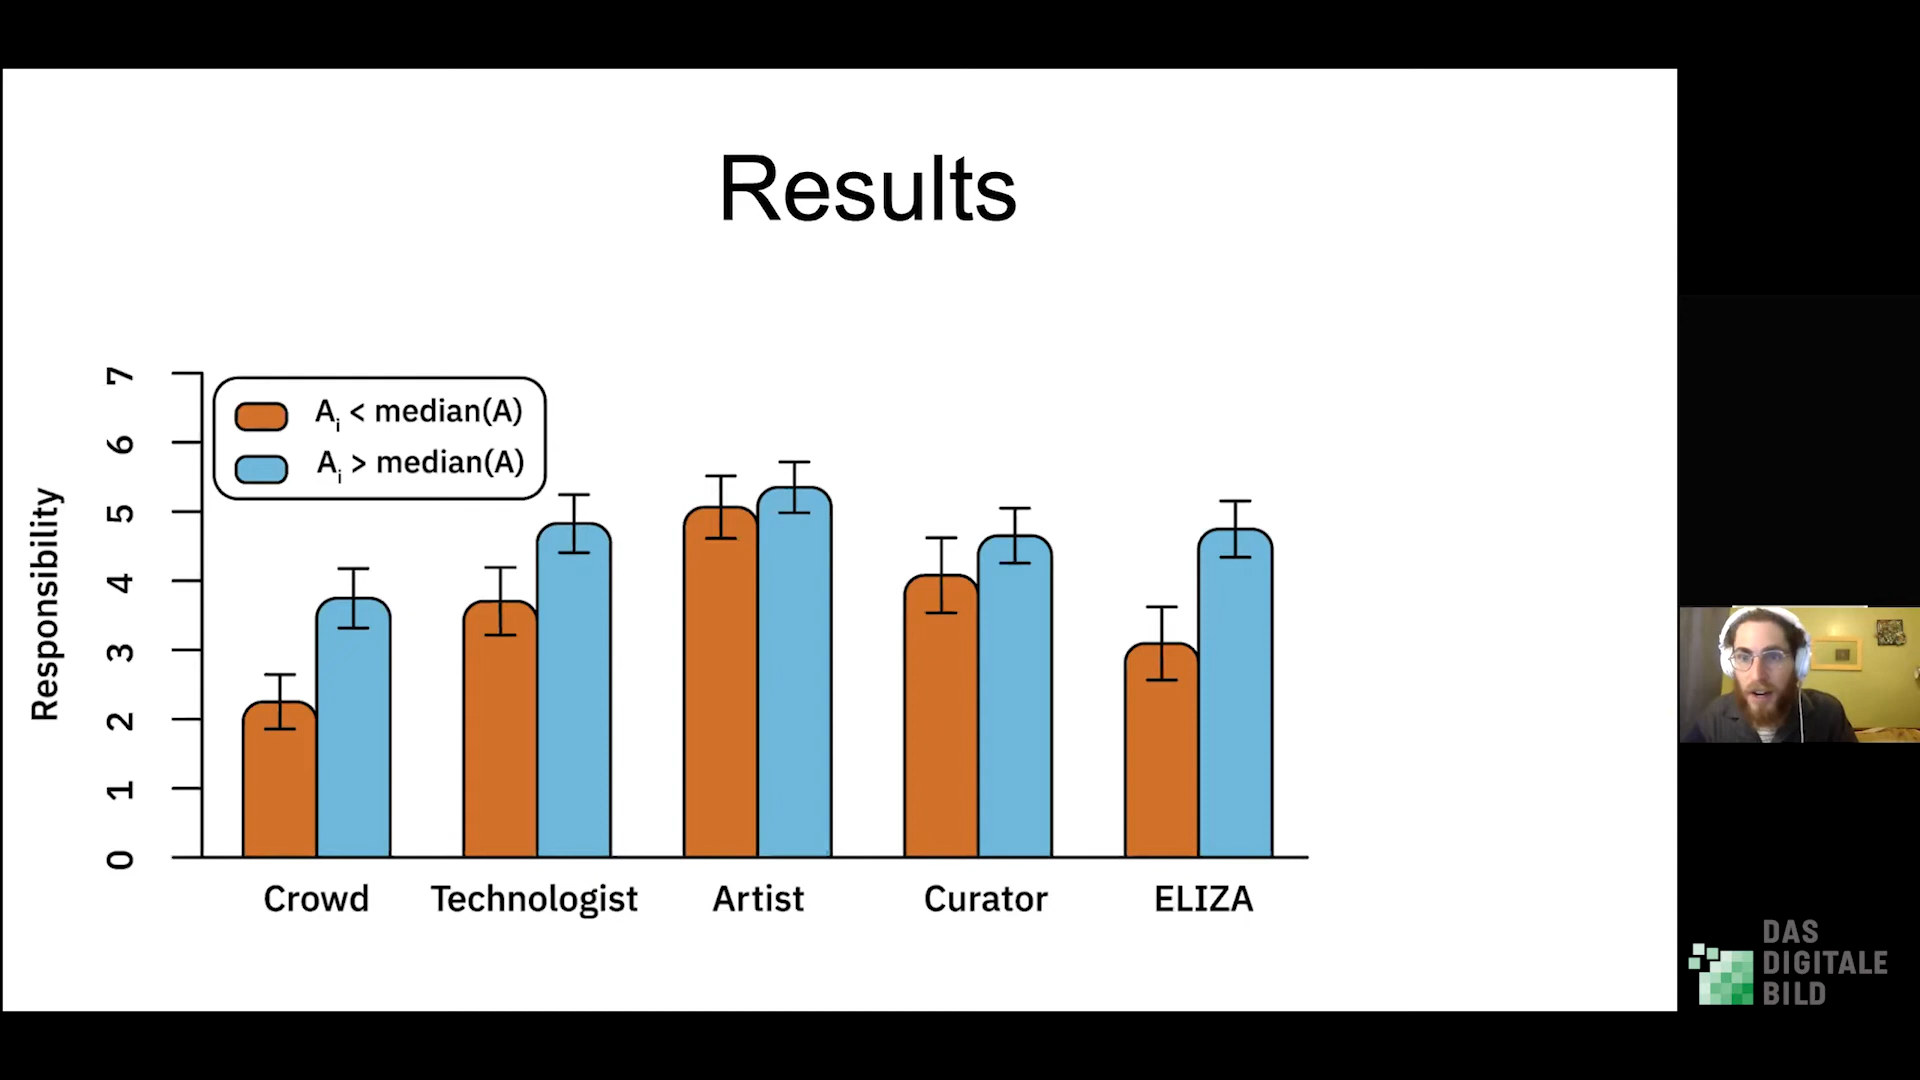 Results
Responsibility
7
6
5
4
3
2
1
0
Aᵢ < median(A)
Aᵢ > median(A)
Crowd
Technologist
Artist
Curator
ELIZA
DAS
DIGITALE
BILD